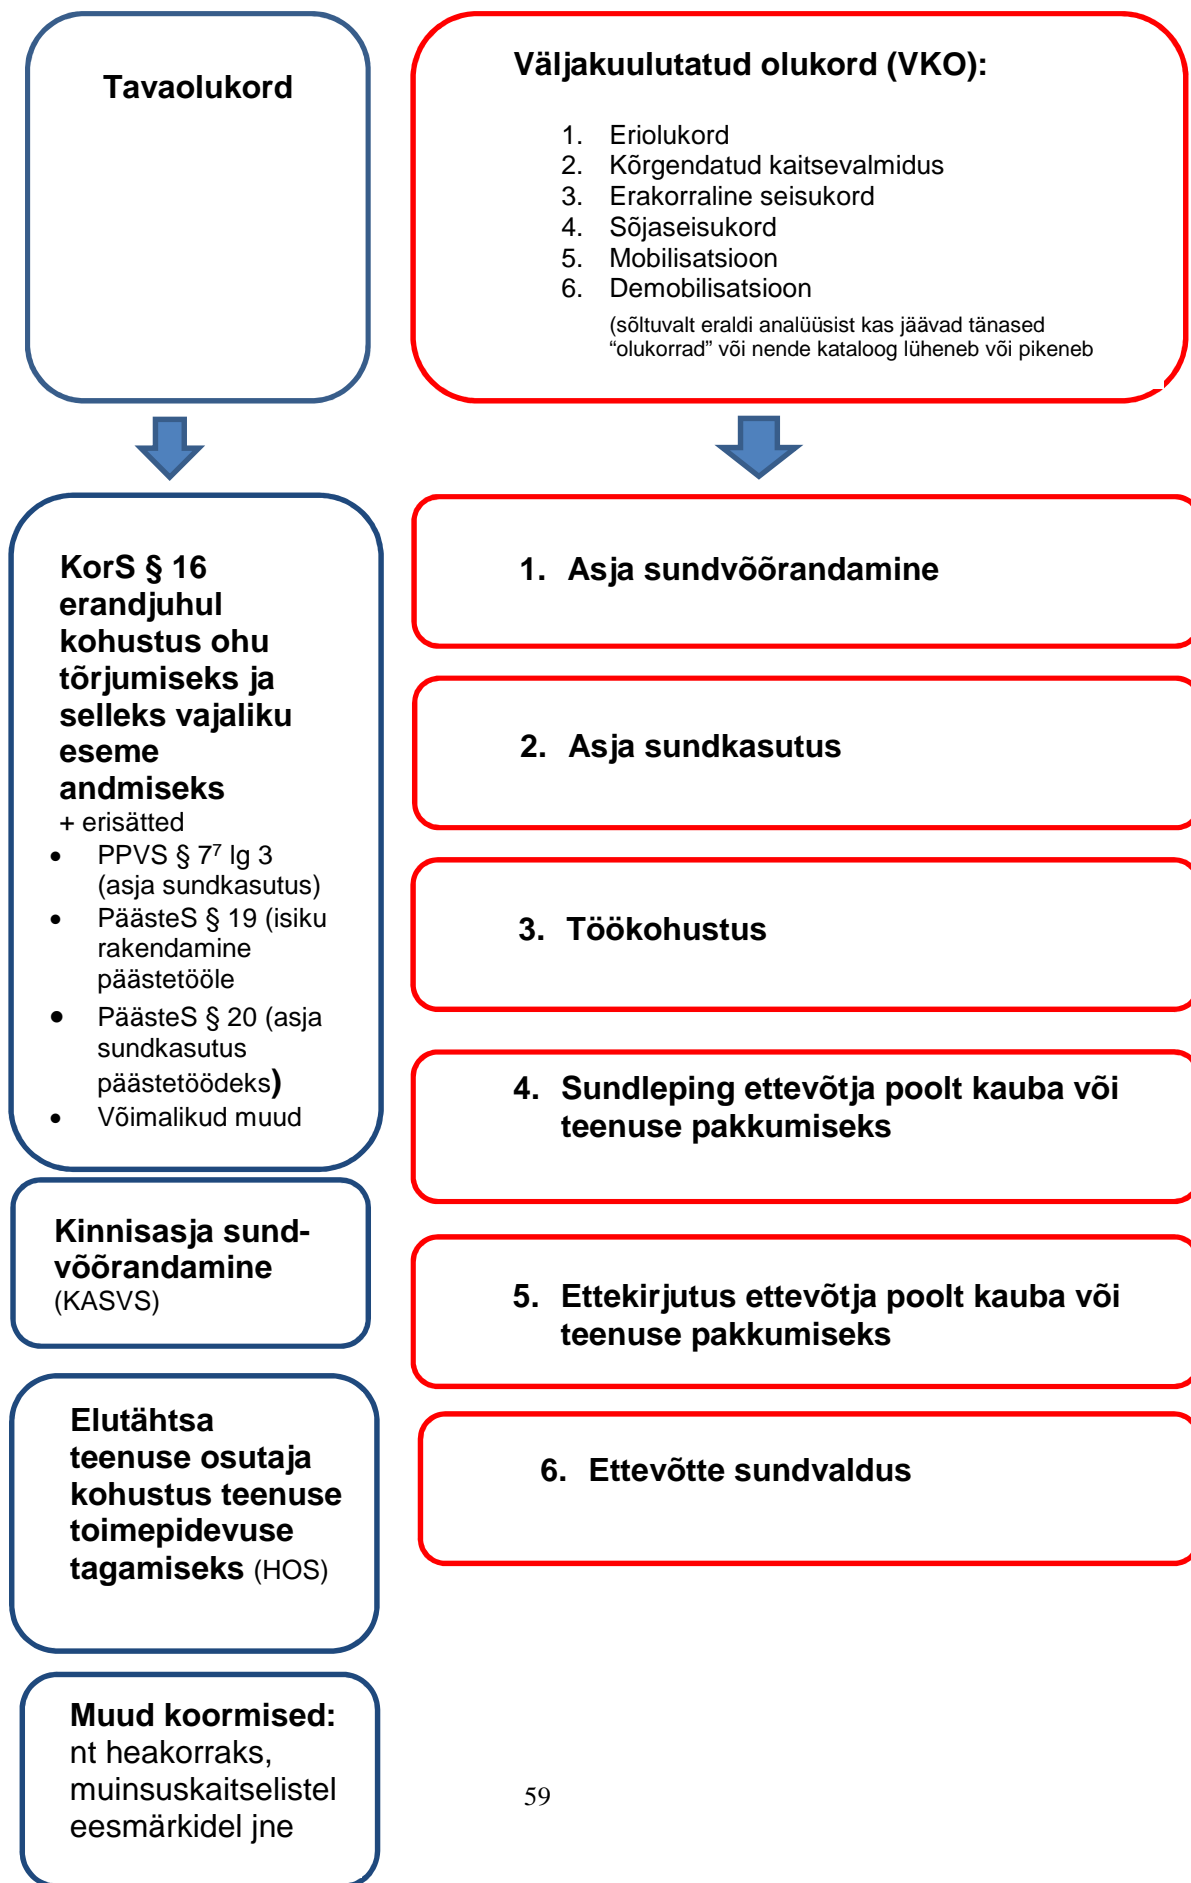 Tavaolukord
Väljakuulutatud olukord (VKO):
1. Eriolukord
2. Kõrgendatud kaitsevalmidus
3. Erakorraline seisukord
4. Sõjaseisukord
5. Mobilisatsioon
6. Demobilisatsioon
(sõltuvalt eraldi analüüsist kas jäävad tänased
“olukorrad” või nende kataloog lüheneb või pikeneb
KorS § 16
erandjuhul
kohustus ohu
tõrjumiseks ja
selleks vajaliku
eseme
andmiseks
+ erisätted
• PPVS § 7⁷ lg 3
(asja sundkasutus)
• PäästeS § 19 (isiku
rakendamine
päästetööle
• PäästeS § 20 (asja
sundkasutus
päästetöödeks)
• Võimalikud muud
Kinnisasja sund-
võõrandamine
(KASVS)
Elutähtsa
teenuse osutaja
kohustus teenuse
toimepidevuse
tagamiseks (HOS)
Muud koormised:
nt heakorraks,
muinsuskaitselistel
eesmärkidel jne
1. Asja sundvõõrandamine
2. Asja sundkasutus
3. Töökohustus
4. Sundleping ettevõtja poolt kauba või
teenuse pakkumiseks
5. Ettekirjutus ettevõtja poolt kauba või
teenuse pakkumiseks
6. Ettevõtte sundvaldus
59